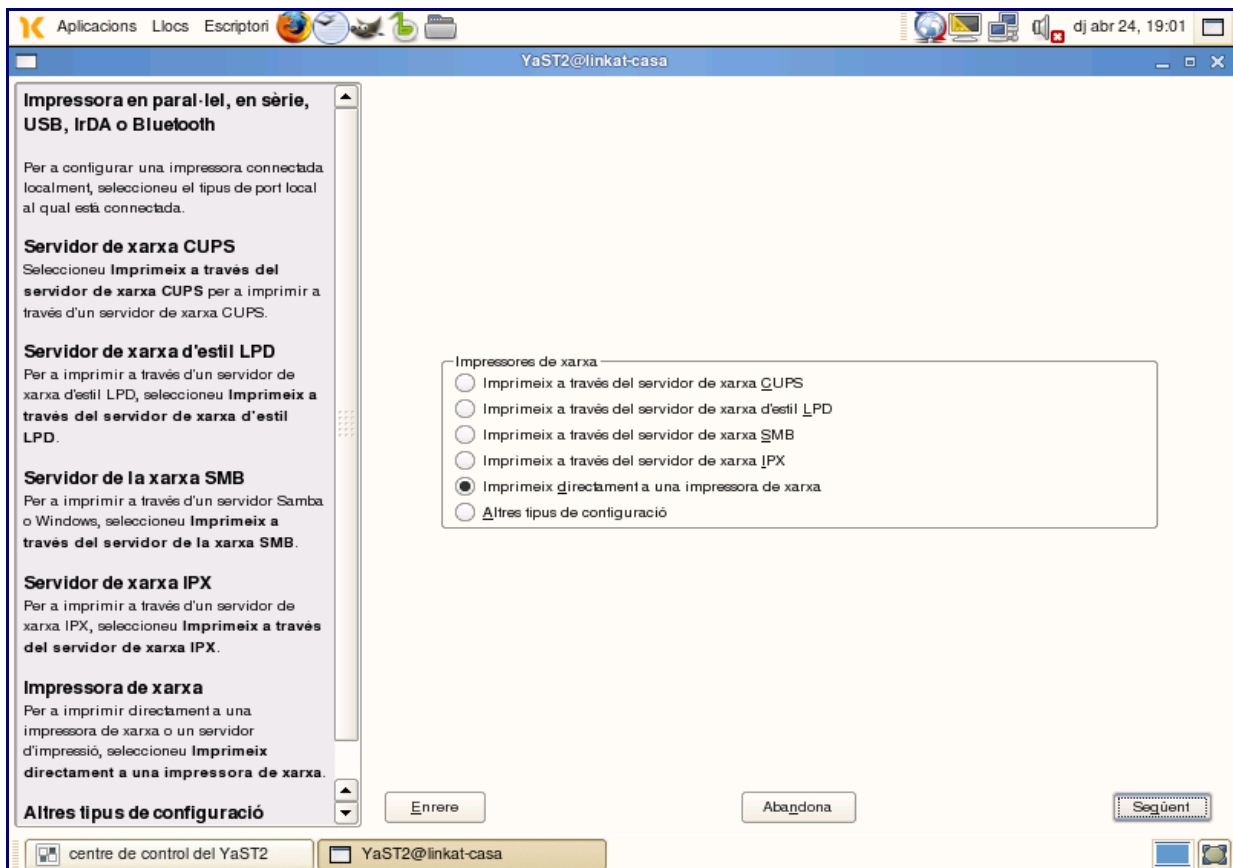 Aplicacions Llocs Escriptori
dj abr 24, 19:01
YaST2@linkat-casa
Impressora en paral·lel, en sèrie,
USB, IrDA o Bluetooth
Per a configurar una impressora connectada
localment, seleccioneu el tipus de port local
al qual està connectada.
Servidor de xarxa CUPS
Seleccioneu Imprimeix a través del
servidor de xarxa CUPS per a imprimir a
través d'un servidor de xarxa CUPS.
Servidor de xarxa d'estil LPD
Per a imprimir a través d'un servidor de
xarxa d'estil LPD, seleccioneu Imprimeix a
través del servidor de xarxa d'estil
LPD.
Servidor de la xarxa SMB
Per a imprimir a través d'un servidor Samba
o Windows, seleccioneu Imprimeix a
través del servidor de la xarxa SMB.
Servidor de xarxa IPX
Per a imprimir a través d'un servidor de
xarxa IPX, seleccioneu Imprimeix a través
del servidor de xarxa IPX.
Impressora de xarxa
Per a imprimir directament a una
impressora de xarxa o un servidor
d'impressió, seleccioneu Imprimeix
directament a una impressora de xarxa.
Altres tipus de configuració
Impressores de xarxa
Imprimeix a través del servidor de xarxa CUPS
Imprimeix a través del servidor de xarxa d'estil LPD
Imprimeix a través del servidor de xarxa SMB
Imprimeix a través del servidor de xarxa IPX
Imprimeix directament a una impressora de xarxa
Altres tipus de configuració
Enrere
Abandona
Següent
centre de control del YaST2
YaST2@linkat-casa